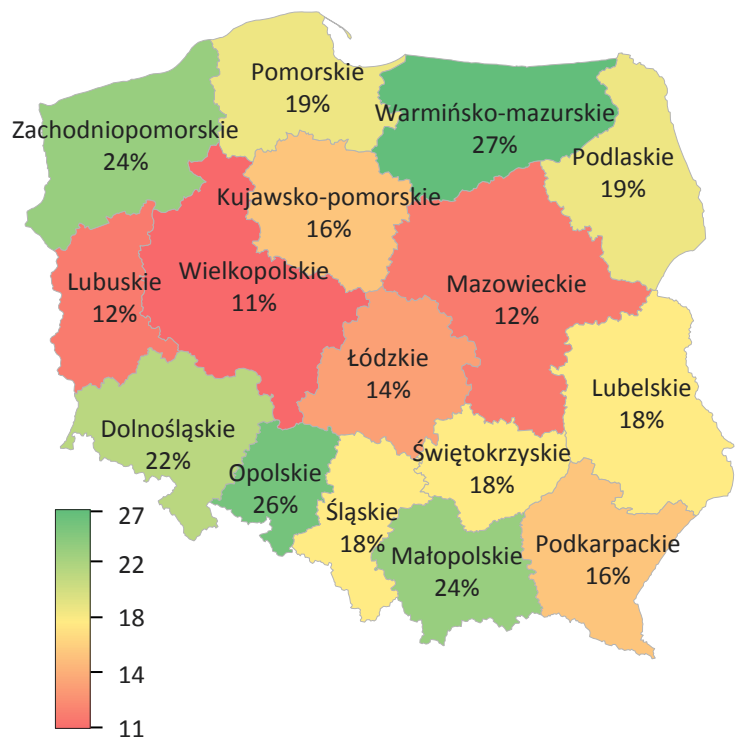 Pomorskie
19%
Warmińsko-mazurskie
27%
Zachodniopomorskie
24%
Podlaskie
19%
Kujawsko-pomorskie
16%
Lubuskie
12%
Wielkopolskie
11%
Mazowieckie
12%
Łódzkie
14%
Lubelskie
18%
Dolnośląskie
22%
Opolskie
26%
Śląskie
18%
Świętokrzyskie
18%
Małopolskie
24%
Podkarpackie
16%
27
22
18
14
11